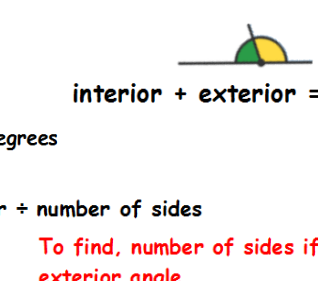 interior + exterior =
egrees
r ÷ number of sides
To find, number of sides if
exterior angle